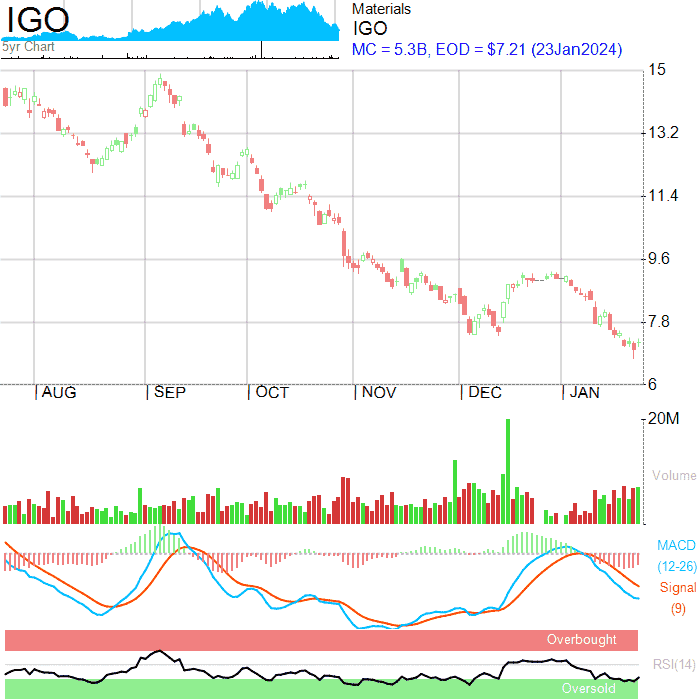 IGO
5yr Chart
Materials
IGO
MC = 5.3B, EOD = $7.21 (23Jan2024)
15
13.2
11.4
9.6
7.8
6
AUG SEP OCT NOV DEC JAN
20M
Volume
MACD
(12-26)
Signal
(9)
Overbought
RSI(14)
Oversold